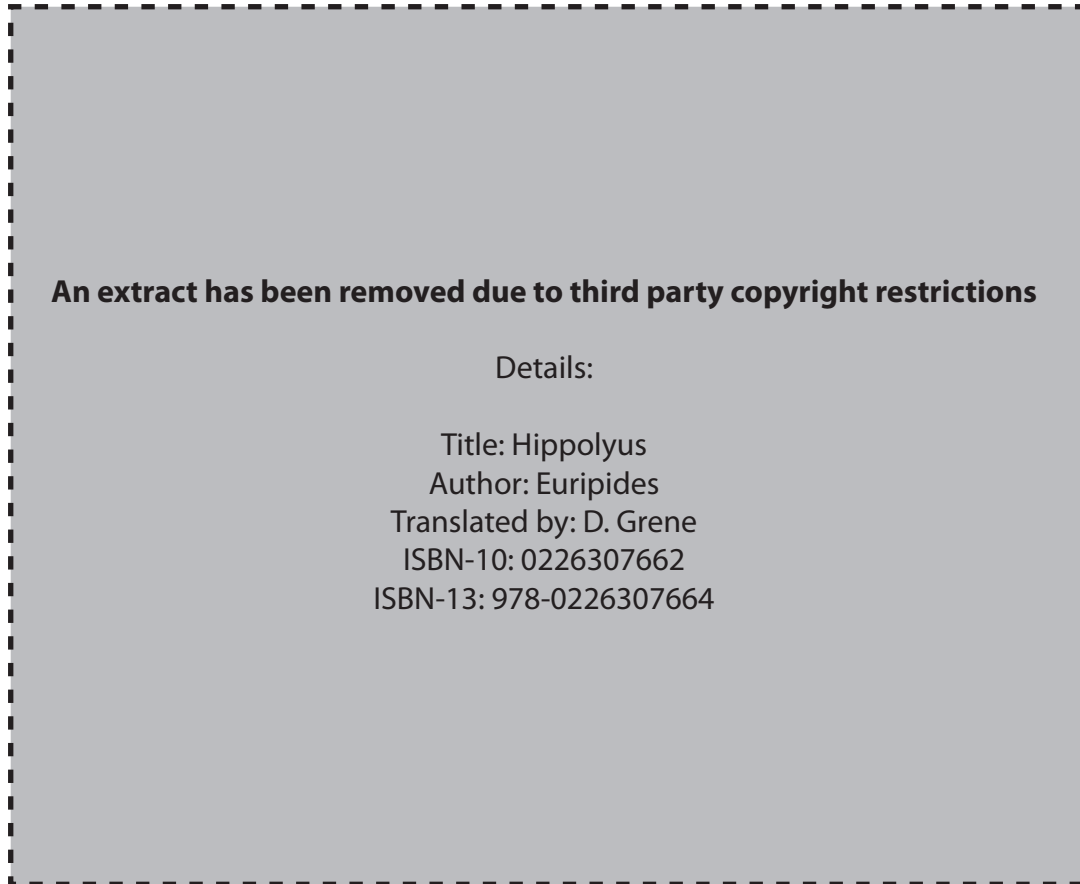 An extract has been removed due to third party copyright restrictions
Details:
Title: Hippolyus
Author: Euripides
Translated by: D. Grene
ISBN-10: 0226307662
ISBN-13: 978-0226307664